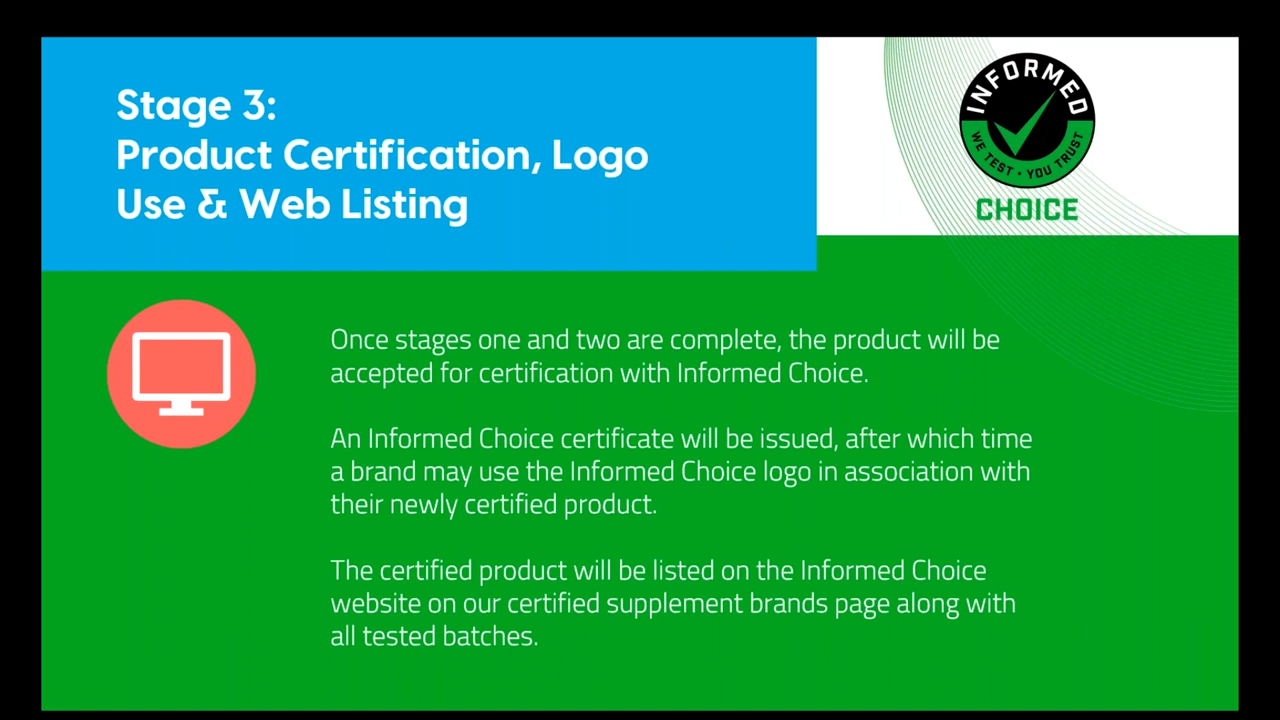 Stage 3:
Product Certification, Logo
Use & Web Listing
INFORMED
WE TEST • YOU TRUST
CHOICE
Once stages one and two are complete, the product will be
accepted for certification with Informed Choice.
An Informed Choice certificate will be issued, after which time
a brand may use the Informed Choice logo in association with
their newly certified product.
The certified product will be listed on the Informed Choice
website on our certified supplement brands page along with
all tested batches.